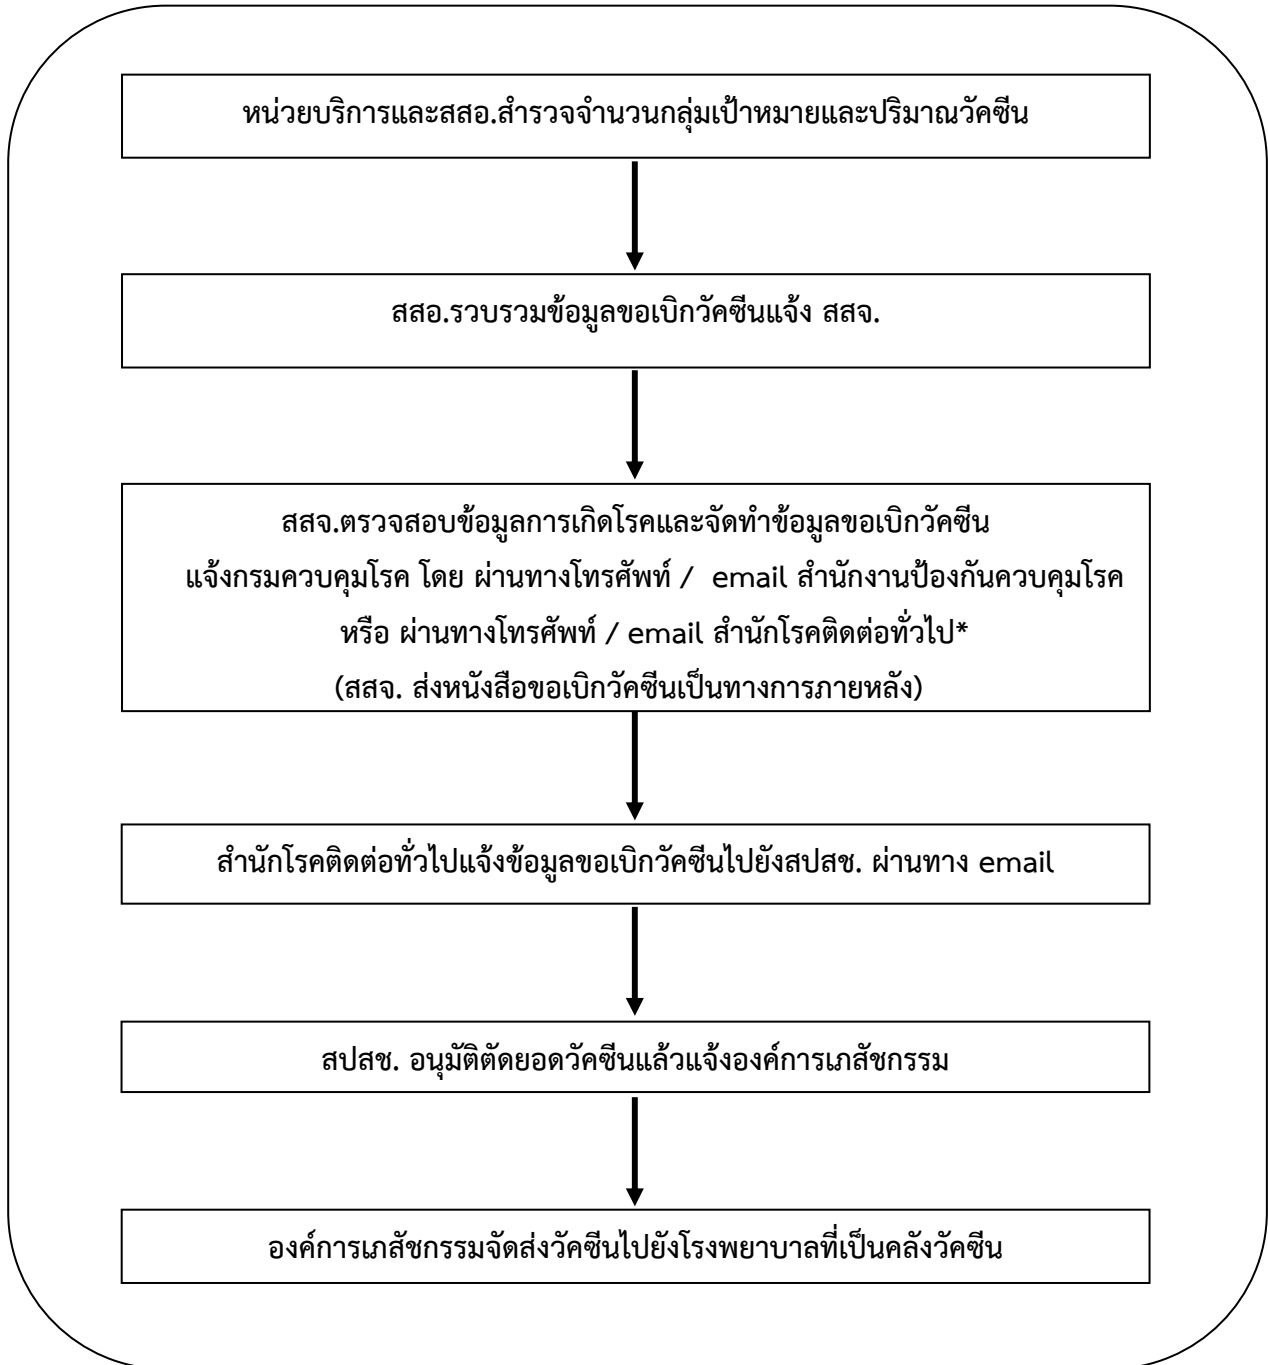 หน่วยบริการและสสอ.สำรวจจำนวนกลุ่มเป้าหมายและปริมาณวัคซีน
สสอ.รวบรวมข้อมูลขอเบิกวัคซีนแจ้ง สสจ.
สสจ.ตรวจสอบข้อมูลการเกิดโรคและจัดทำข้อมูลขอเบิกวัคซีน
แจ้งกรมควบคุมโรค โดย ผ่านทางโทรศัพท์ / email สำนักงานป้องกันควบคุมโรค
หรือ ผ่านทางโทรศัพท์ / email สำนักโรคติดต่อทั่วไป*
(สสจ. ส่งหนังสือขอเบิกวัคซีนเป็นทางการภายหลัง)
สำนักโรคติดต่อทั่วไปแจ้งข้อมูลขอเบิกวัคซีนไปยังสปสช. ผ่านทาง email
สปสช. อนุมัติตัดยอดวัคซีนแล้วแจ้งองค์การเภสัชกรรม
องค์การเภสัชกรรมจัดส่งวัคซีนไปยังโรงพยาบาลที่เป็นคลังวัคซีน